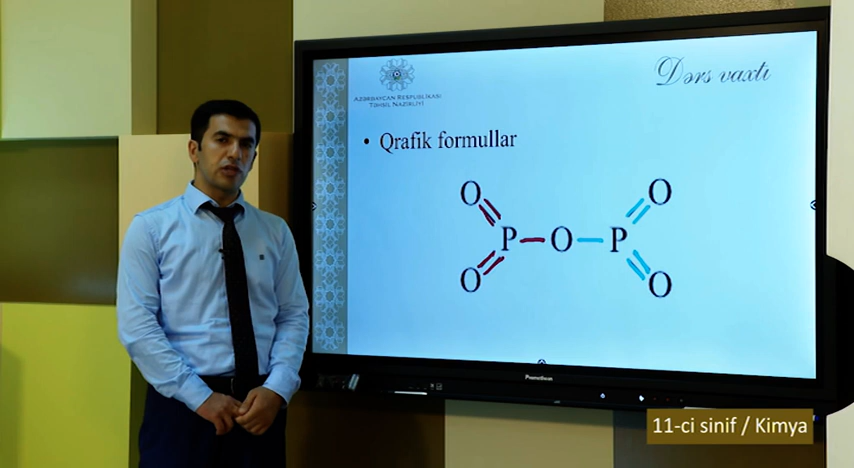 Dərs vaxtı
AZƏRBAYCAN RESPUBLİKASI
TƏHSİL NAZİRLİYİ
• Qrafik formullar
O O
P O P
O O
Promethean
11-ci sinif / Kimya